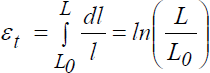 ε_t = ∫_{L_0}^{L} dl/l = ln(L/L_0)